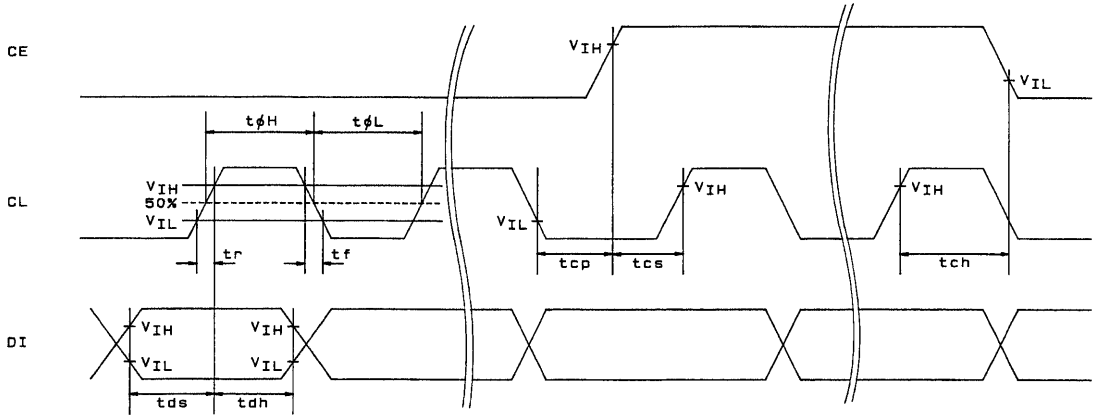 CE
VIH
VIL
tφH
tφL
CL
VIH
50%
VIL
VIL
VIH
VIH
tr
tf
tcp
tcs
tch
DI
VIH
VIH
VIL
VIL
tds
tdh